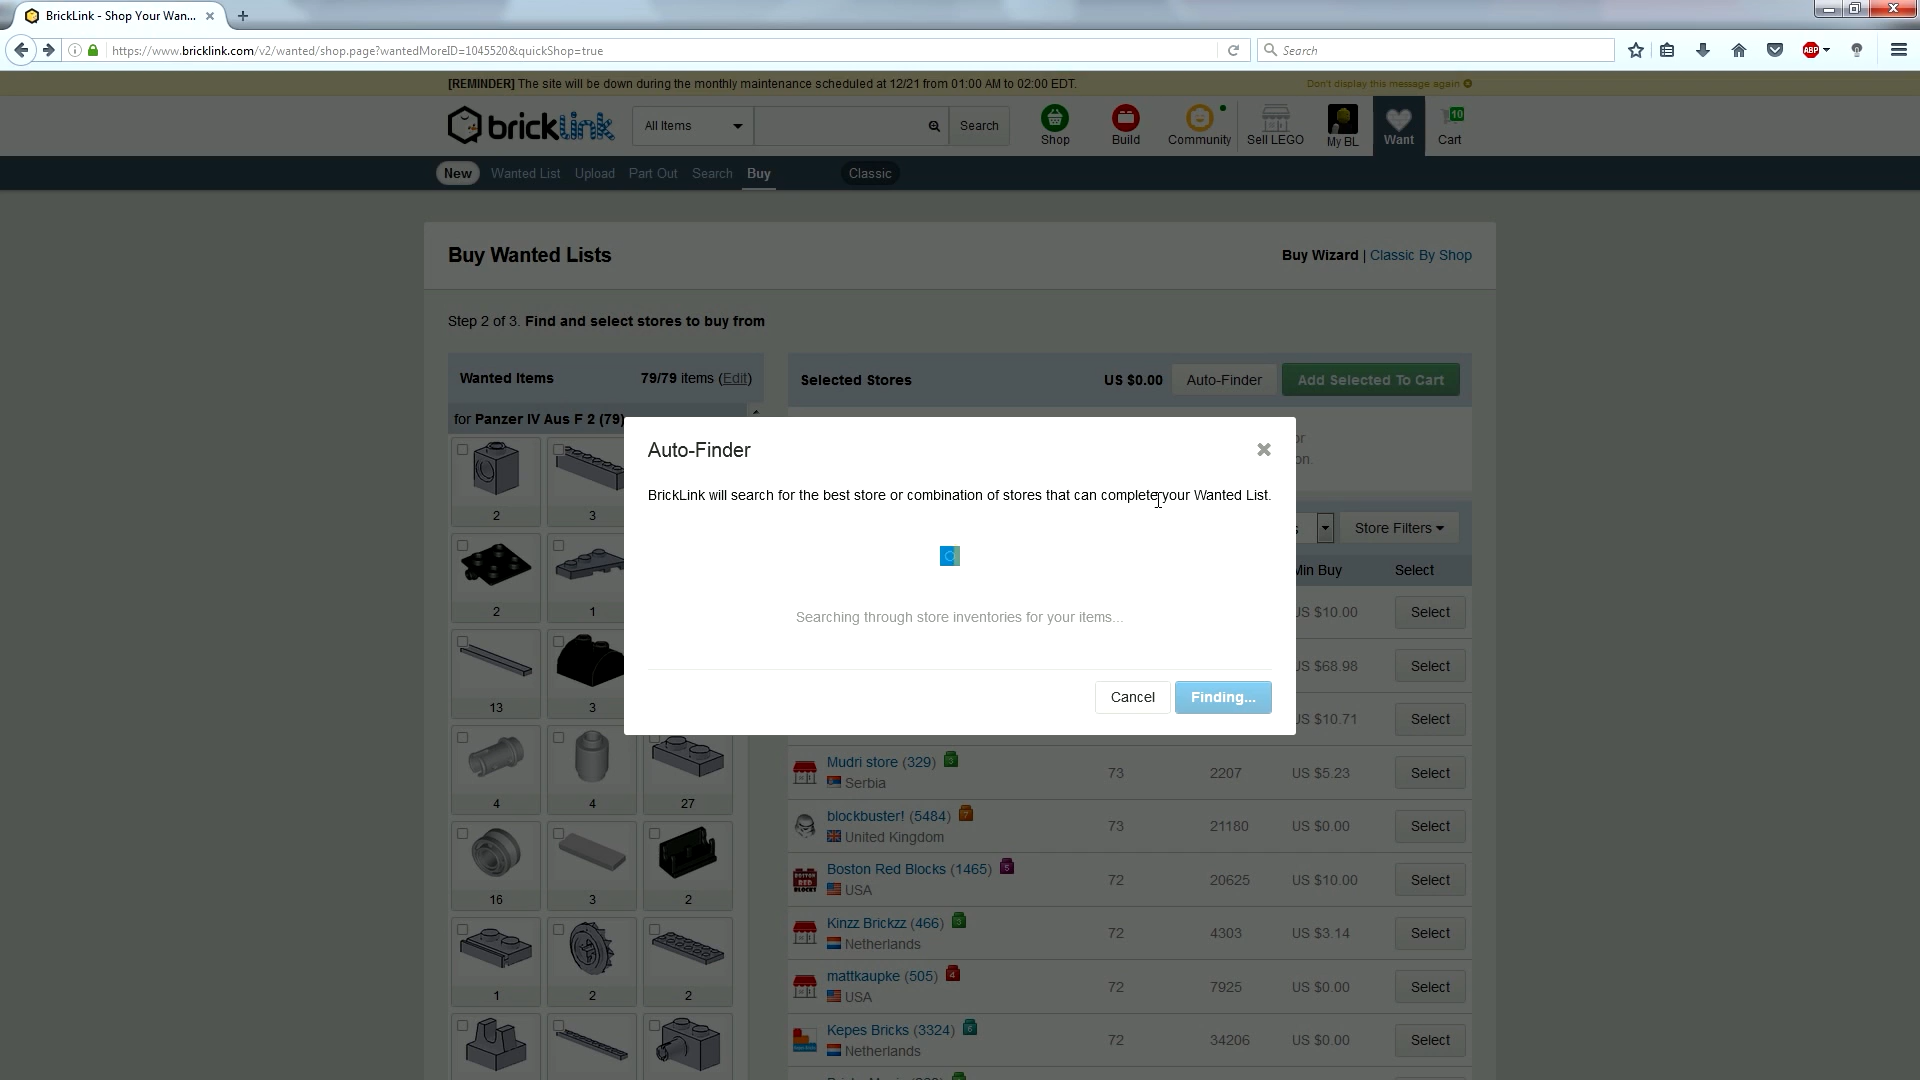 BrickLink - Shop Your Wan...
https://www.bricklink.com/v2/wanted/shop.page?wantedMoreID=1045520&quickShop=true
Search
ABP
[REMINDER] The site will be down during the monthly maintenance scheduled at 12/21 from 01:00 AM to 02:00 EDT.
Don't display this message again
bricklink
All Items
Search
Shop
Build
Community
Sell LEGO
My BL
Want
10
Cart
New
Wanted List
Upload
Part Out
Search
Buy
Classic
Buy Wanted Lists
Buy Wizard | Classic By Shop
Step 2 of 3. Find and select stores to buy from
Wanted Items
79/79 items (Edit)
Selected Stores
US $0.00
Auto-Finder
Add Selected To Cart
for Panzer IV Aus F 2 (79)
or
on.
2
3
2
1
13
3
4
4
27
16
3
2
1
2
2
Auto-Finder
BrickLink will search for the best store or combination of stores that can complete your Wanted List.
Searching through store inventories for your items...
Cancel
Finding...
s
Store Filters
Min Buy
Select
US $10.00
Select
US $68.98
Select
US $10.71
Select
Mudri store (329)
Serbia
73
2207
US $5.23
Select
blockbuster! (5484)
7
United Kingdom
73
21180
US $0.00
Select
BOSTON RED BLOCKS
Boston Red Blocks (1465)
5
USA
72
20625
US $10.00
Select
Kinzz Brickzz (466)
3
Netherlands
72
4303
US $3.14
Select
mattkaupke (505)
4
USA
72
7925
US $0.00
Select
Kepes Bricks (3324)
6
Netherlands
72
34206
US $0.00
Select